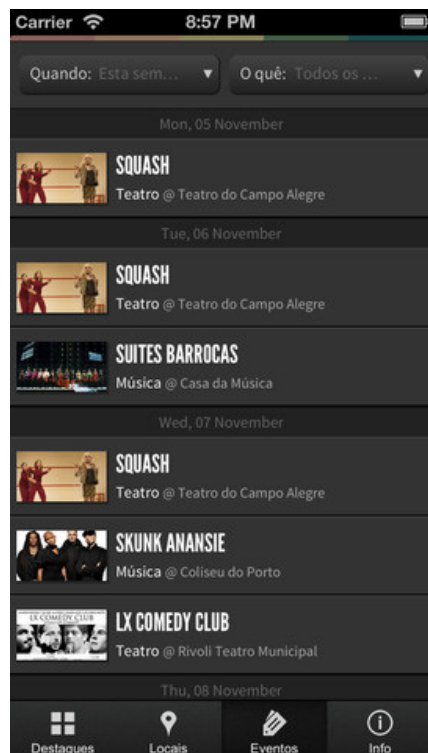 Carrier 8:57 PM
Quando: Esta sem... ▼ O quê: Todos os ... ▼
Mon, 05 November
SQUASH
Teatro @ Teatro do Campo Alegre
Tue, 06 November
SQUASH
Teatro @ Teatro do Campo Alegre
SUITES BARROCAS
Música @ Casa da Música
Wed, 07 November
SQUASH
Teatro @ Teatro do Campo Alegre
SKUNK ANANSIE
Música @ Coliseu do Porto
LX COMEDY CLUB
LX COMEDY CLUB
Teatro @ Rivoli Teatro Municipal
Thu, 08 November
Destaques Locais Eventos Info